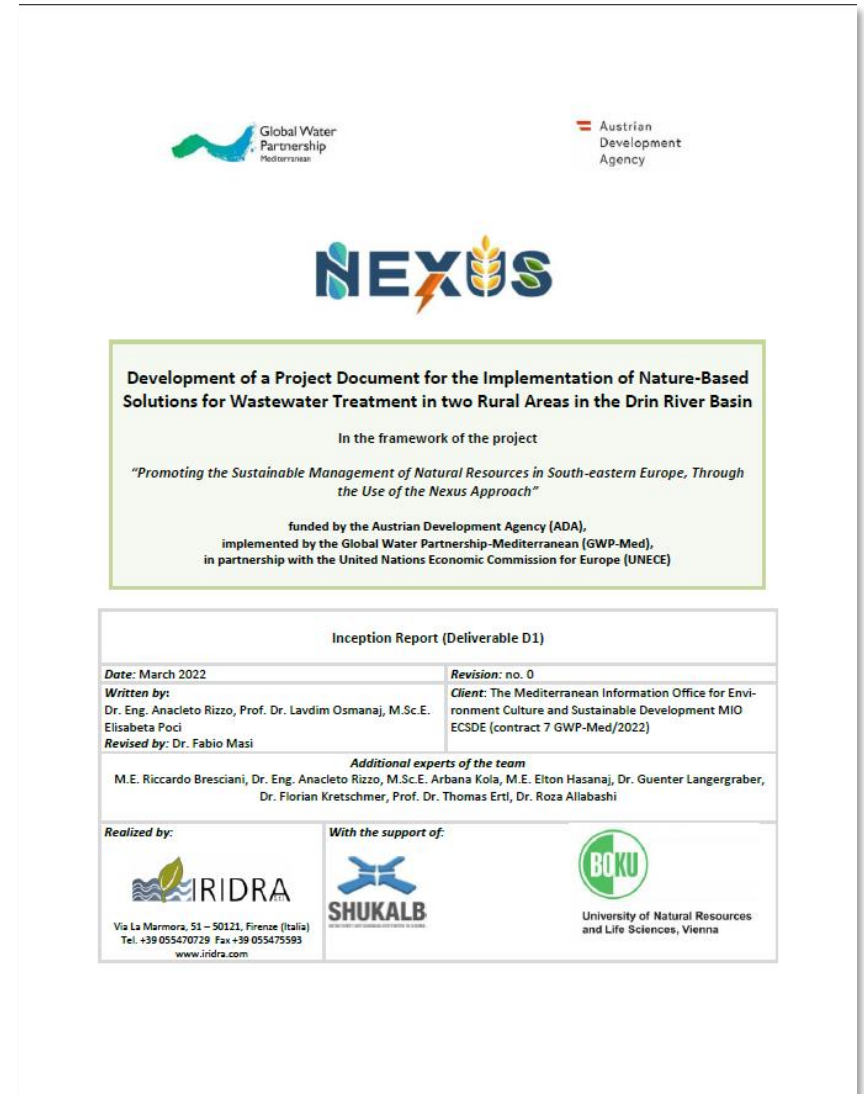 Global Water
Partnership
Mediterranean
Austrian
Development
Agency
NEXUS
Development of a Project Document for the Implementation of Nature-Based
Solutions for Wastewater Treatment in two Rural Areas in the Drin River Basin
In the framework of the project
“Promoting the Sustainable Management of Natural Resources in South-eastern Europe, Through
the Use of the Nexus Approach”
funded by the Austrian Development Agency (ADA),
implemented by the Global Water Partnership-Mediterranean (GWP-Med),
in partnership with the United Nations Economic Commission for Europe (UNECE)
Inception Report (Deliverable D1)
Date: March 2022
Revision: no. 0
Written by:
Dr. Eng. Anacleto Rizzo, Prof. Dr. Lavdim Osmanaj, M.Sc.E.
Elisabeta Poci
Revised by: Dr. Fabio Masi
Client: The Mediterranean Information Office for Envi-
ronment Culture and Sustainable Development MIO
ECSDE (contract 7 GWP-Med/2022)
Additional experts of the team
M.E. Riccardo Bresciani, Dr. Eng. Anacleto Rizzo, M.Sc.E. Arbana Kola, M.E. Elton Hasanaj, Dr. Guenter Langergraber,
Dr. Florian Kretschmer, Prof. Dr. Thomas Ertl, Dr. Roza Allabashi
Realized by:
IRIDRA
Via La Marmora, 51 – 50121, Firenze (Italia)
Tel. +39 055470729 Fax +39 055475593
www.iridra.com
With the support of:
SHUKALB
BOKU
University of Natural Resources
and Life Sciences, Vienna